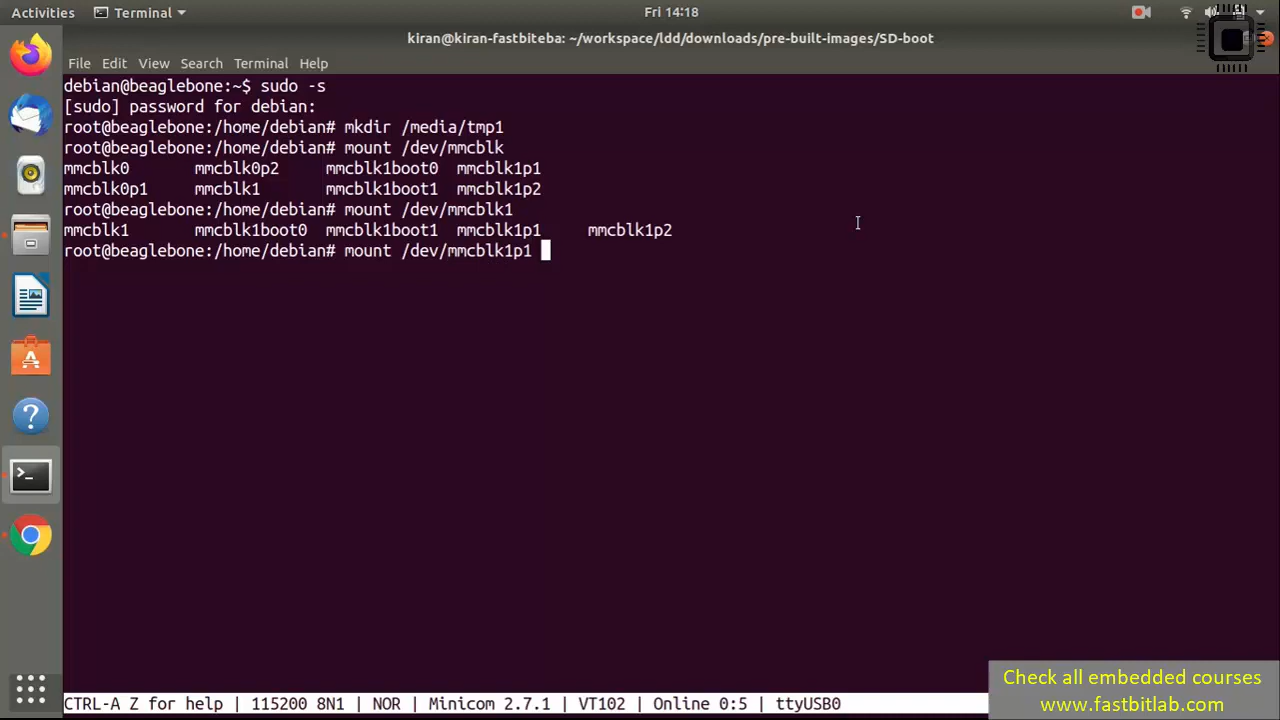 Activities Terminal Fri 14:18
kiran@kiran-fastbiteba: ~/workspace/ldd/downloads/pre-built-images/SD-boot
File Edit View Search Terminal Help
debian@beaglebone:~$ sudo -s
[sudo] password for debian:
root@beaglebone:/home/debian# mkdir /media/tmp1
root@beaglebone:/home/debian# mount /dev/mmcblk
mmcblk0 mmcblk0p2 mmcblk1boot0 mmcblk1p1
mmcblk0p1 mmcblk1 mmcblk1boot1 mmcblk1p2
root@beaglebone:/home/debian# mount /dev/mmcblk1
mmcblk1 mmcblk1boot0 mmcblk1boot1 mmcblk1p1 mmcblk1p2
root@beaglebone:/home/debian# mount /dev/mmcblk1p1
CTRL-A Z for help | 115200 8N1 | NOR | Minicom 2.7.1 | VT102 | Online 0:5 | ttyUSB0
Check all embedded courses
www.fastbitlab.com